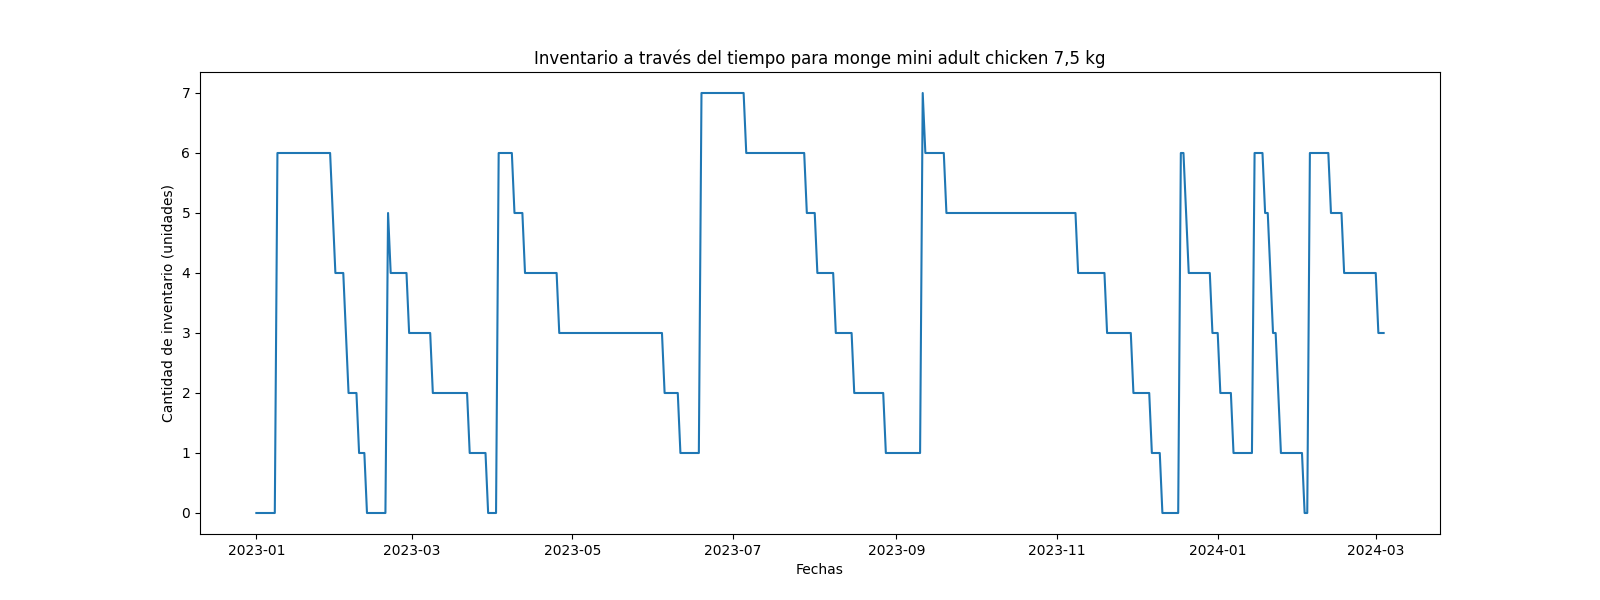 Inventario a través del tiempo para monge mini adult chicken 7,5 kg
Cantidad de inventario (unidades)
7
6
5
4
3
2
1
0
2023-01 2023-03 2023-05 2023-07 2023-09 2023-11 2024-01 2024-03
Fechas